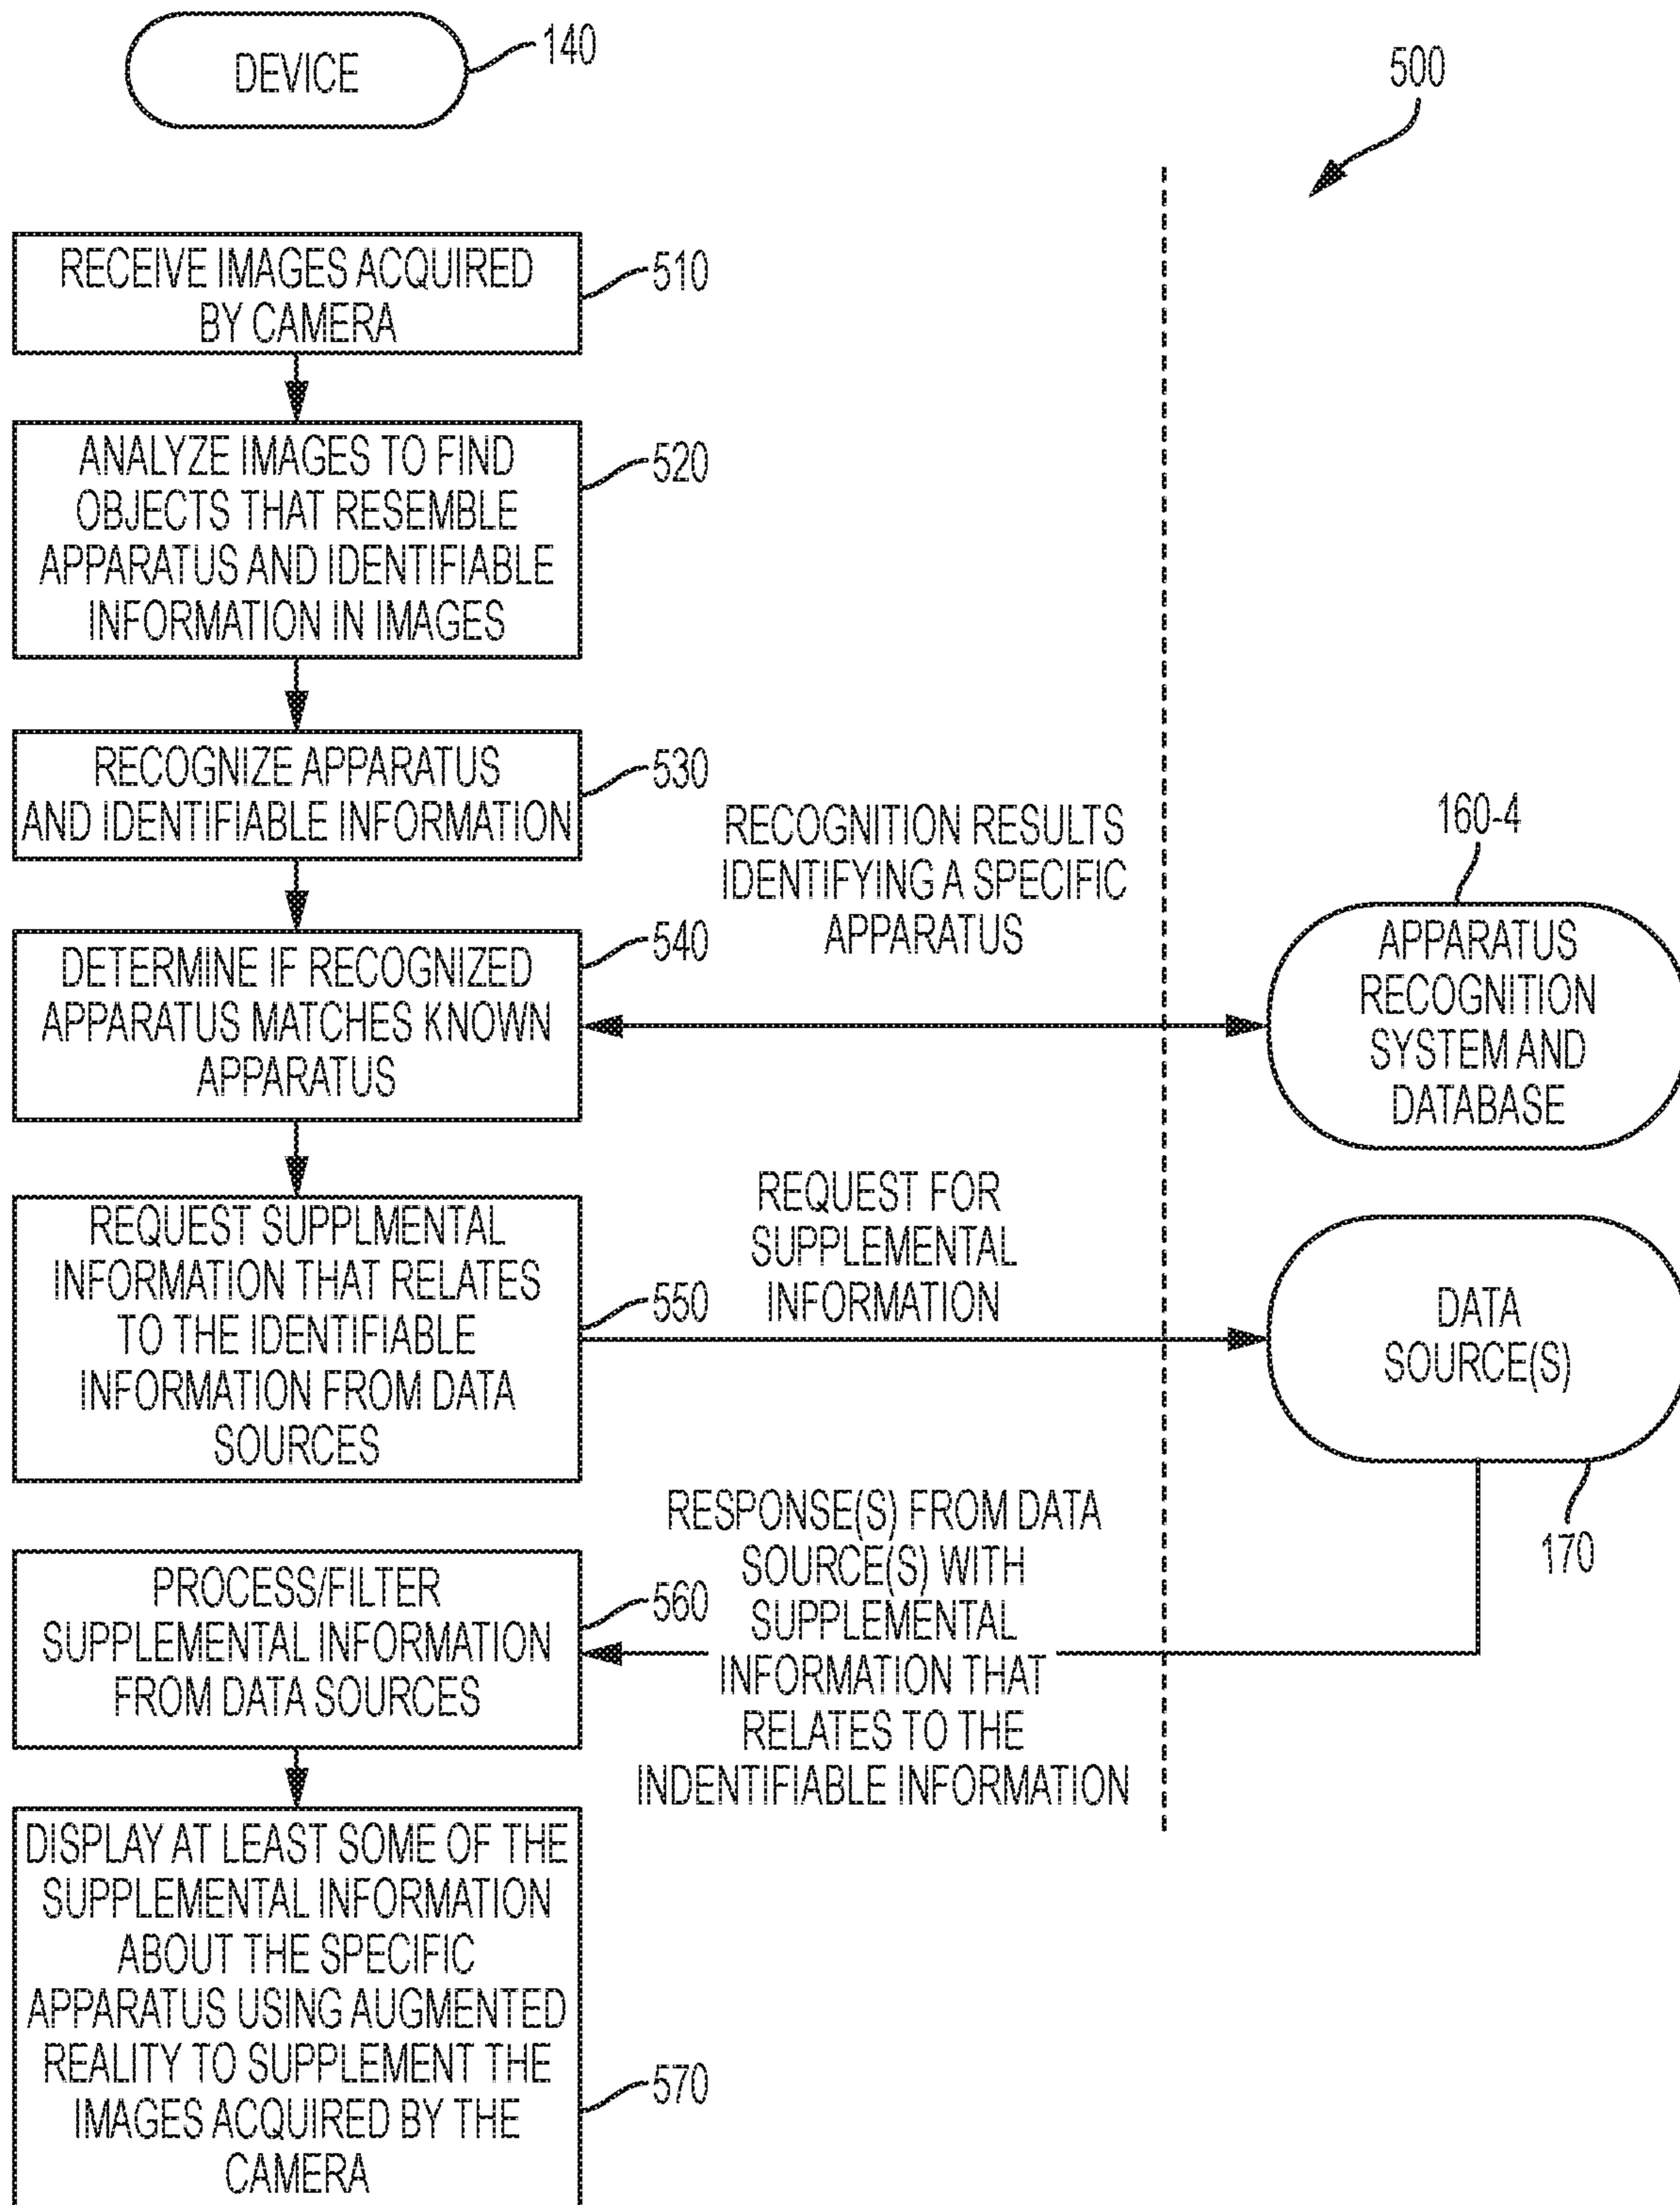 DEVICE
140
500
RECEIVE IMAGES ACQUIRED
BY CAMERA
510
ANALYZE IMAGES TO FIND
OBJECTS THAT RESEMBLE
APPARATUS AND IDENTIFIABLE
INFORMATION IN IMAGES
520
RECOGNIZE APPARATUS
AND IDENTIFIABLE INFORMATION
530
RECOGNITION RESULTS
IDENTIFYING A SPECIFIC
APPARATUS
160-4
DETERMINE IF RECOGNIZED
APPARATUS MATCHES KNOWN
APPARATUS
540
APPARATUS
RECOGNITION
SYSTEM AND
DATABASE
REQUEST SUPPLMENTAL
INFORMATION THAT RELATES
TO THE IDENTIFIABLE
INFORMATION FROM DATA
SOURCES
550
REQUEST FOR
SUPPLEMENTAL
INFORMATION
DATA
SOURCE(S)
170
RESPONSE(S) FROM DATA
SOURCE(S) WITH
SUPPLEMENTAL
INFORMATION THAT
RELATES TO THE
INDENTIFIABLE INFORMATION
PROCESS/FILTER
SUPPLEMENTAL INFORMATION
FROM DATA SOURCES
560
DISPLAY AT LEAST SOME OF THE
SUPPLEMENTAL INFORMATION
ABOUT THE SPECIFIC
APPARATUS USING AUGMENTED
REALITY TO SUPPLEMENT THE
IMAGES ACQUIRED BY THE
CAMERA
570